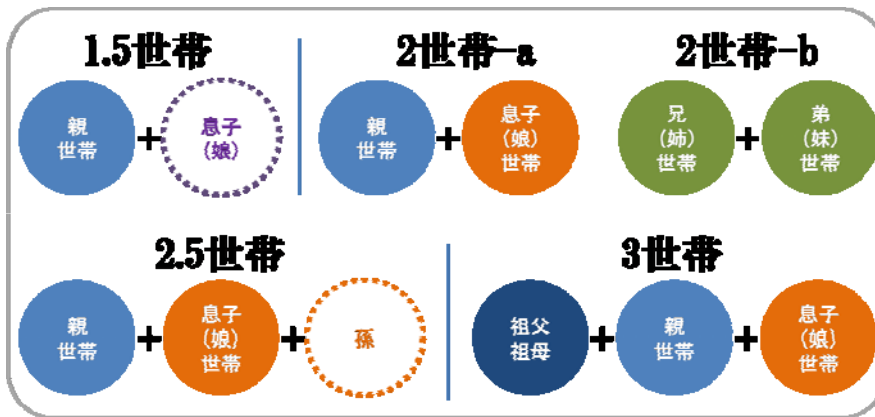 1.5世帯
2世帯-a
2世帯-b
親
世帯
+
息子
(娘)
親
世帯
+
息子
(娘)
世帯
兄
(姉)
世帯
+
弟
(妹)
世帯
2.5世帯
3世帯
親
世帯
+
息子
(娘)
世帯
+
孫
祖父
祖母
+
親
世帯
+
息子
(娘)
世帯